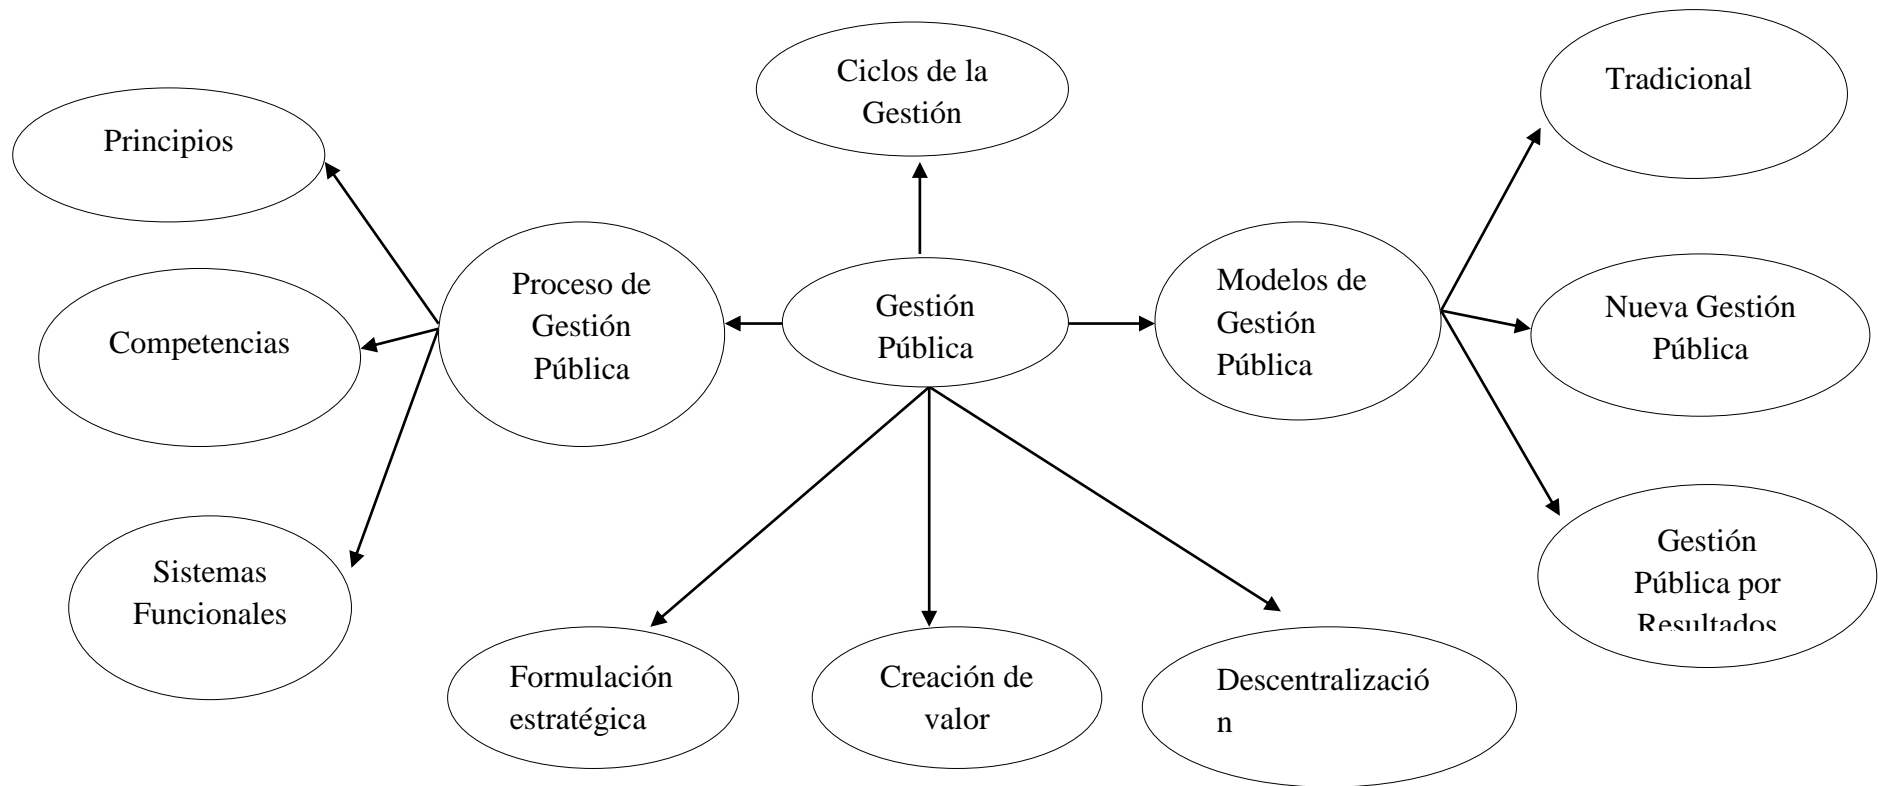 Ciclos de la
Gestión
Tradicional
Principios
Proceso de
Gestión
Pública
Gestión
Pública
Modelos de
Gestión
Pública
Nueva Gestión
Pública
Competencias
Sistemas
Funcionales
Gestión
Pública por
Resultados
Formulación
estratégica
Creación de
valor
Descentralizació
n